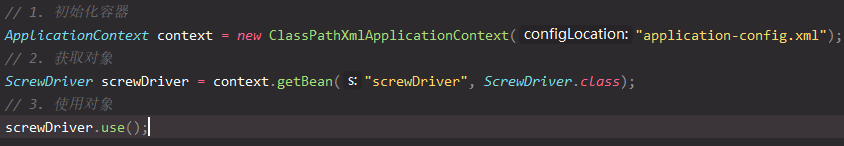 // 1. 初始化容器
ApplicationContext context = new ClassPathXmlApplicationContext( configLocation: "application-config.xml");
// 2. 获取对象
ScrewDriver screwDriver = context.getBean( s: "screwDriver", ScrewDriver.class);
// 3. 使用对象
screwDriver.use();